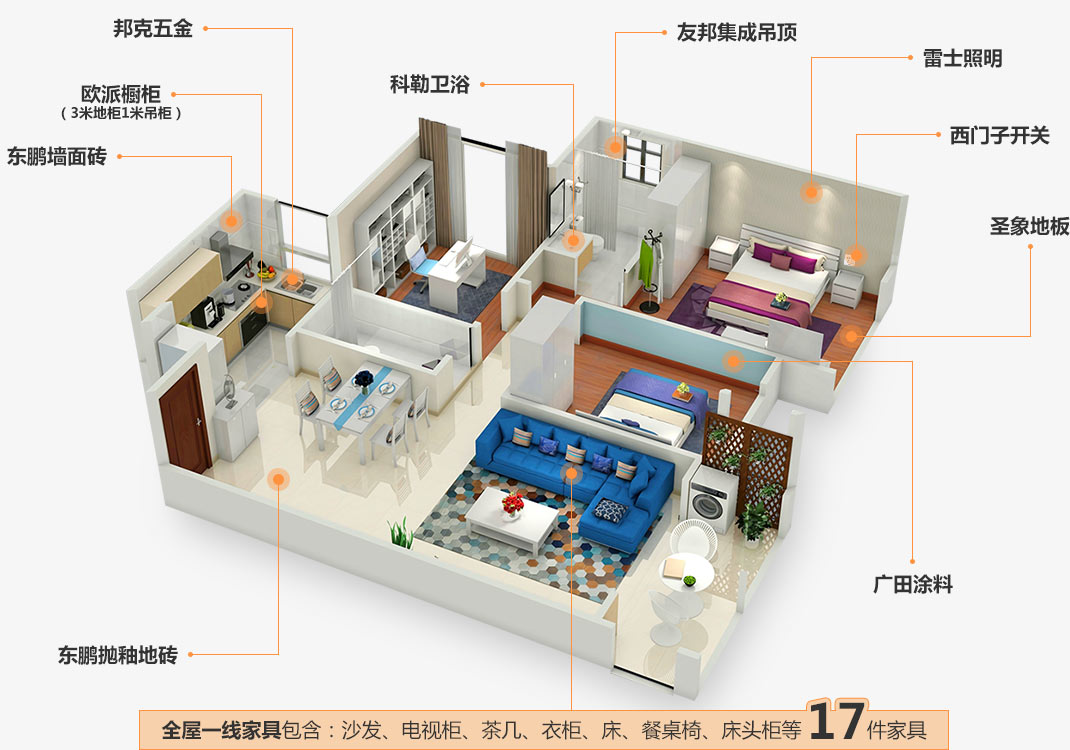 邦克五金
友邦集成吊顶
雷士照明
科勒卫浴
欧派橱柜
（3米地柜1米吊柜）
西门子开关
东鹏墙面砖
圣象地板
广田涂料
东鹏抛釉地砖
全屋一线家具包含：沙发、电视柜、茶几、衣柜、床、餐桌椅、床头柜等17件家具